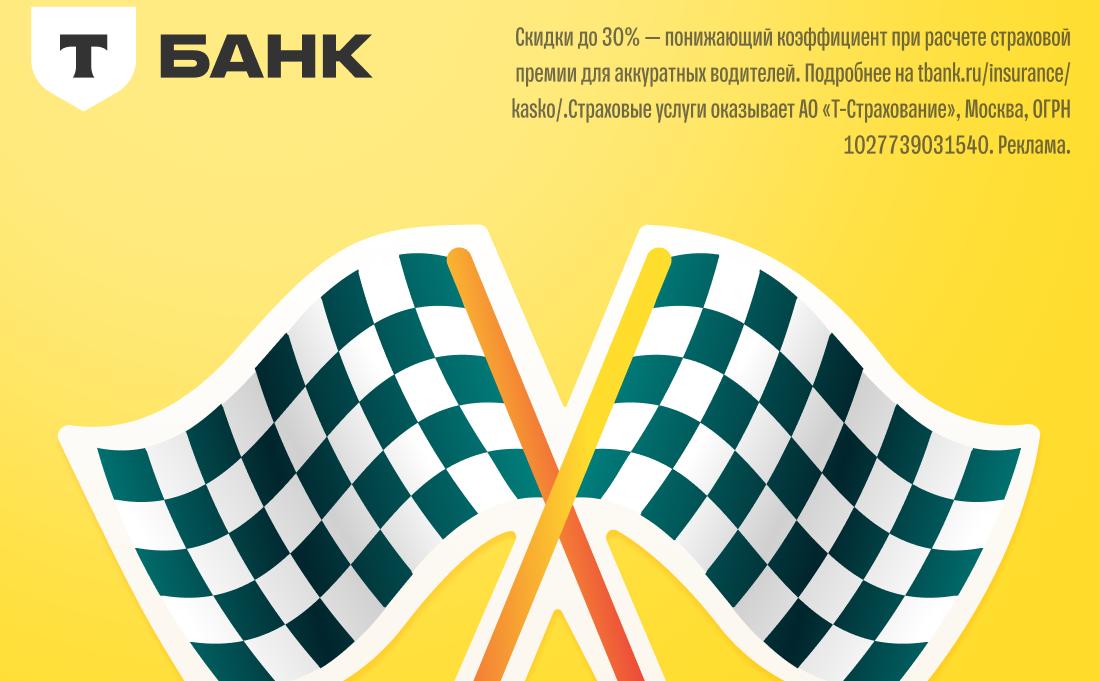 Т БАНК
Скидки до 30% — понижающий коэффициент при расчете страховой
премии для аккуратных водителей. Подробнее на tbank.ru/insurance/
kasko/.Страховые услуги оказывает АО «Т-Страхование», Москва, ОГРН
1027739031540. Реклама.